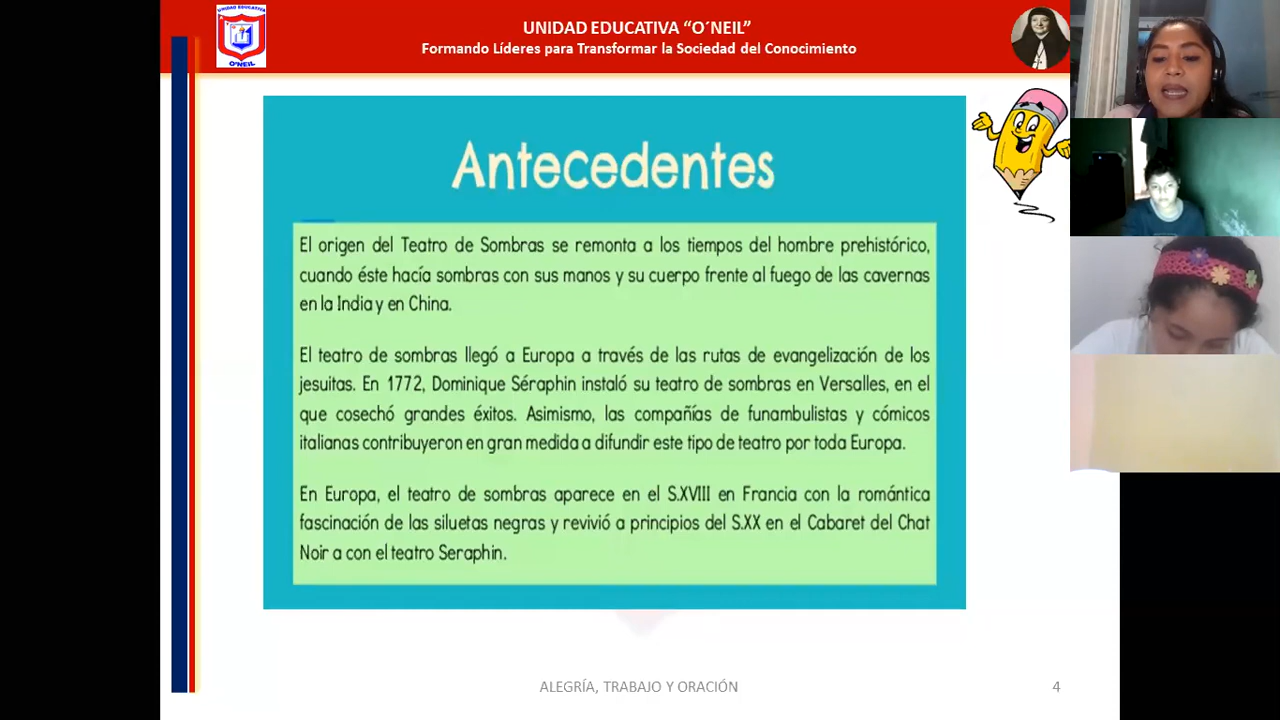 UNIDAD EDUCATIVA
O'NEIL
UNIDAD EDUCATIVA “O´NEIL”
Formando Líderes para Transformar la Sociedad del Conocimiento
Antecedentes
El origen del Teatro de Sombras se remonta a los tiempos del hombre prehistórico,
cuando éste hacía sombras con sus manos y su cuerpo frente al fuego de las cavernas
en la India y en China.
El teatro de sombras llegó a Europa a través de las rutas de evangelización de los
jesuitas. En 1772, Dominique Séraphin instaló su teatro de sombras en Versalles, en el
que cosechó grandes éxitos. Asimismo, las compañías de funambulistas y cómicos
italianas contribuyeron en gran medida a difundir este tipo de teatro por toda Europa.
En Europa, el teatro de sombras aparece en el S.XVIII en Francia con la romántica
fascinación de las siluetas negras y revivió a principios del S.XX en el Cabaret del Chat
Noir a con el teatro Seraphin.
ALEGRÍA, TRABAJO Y ORACIÓN
4